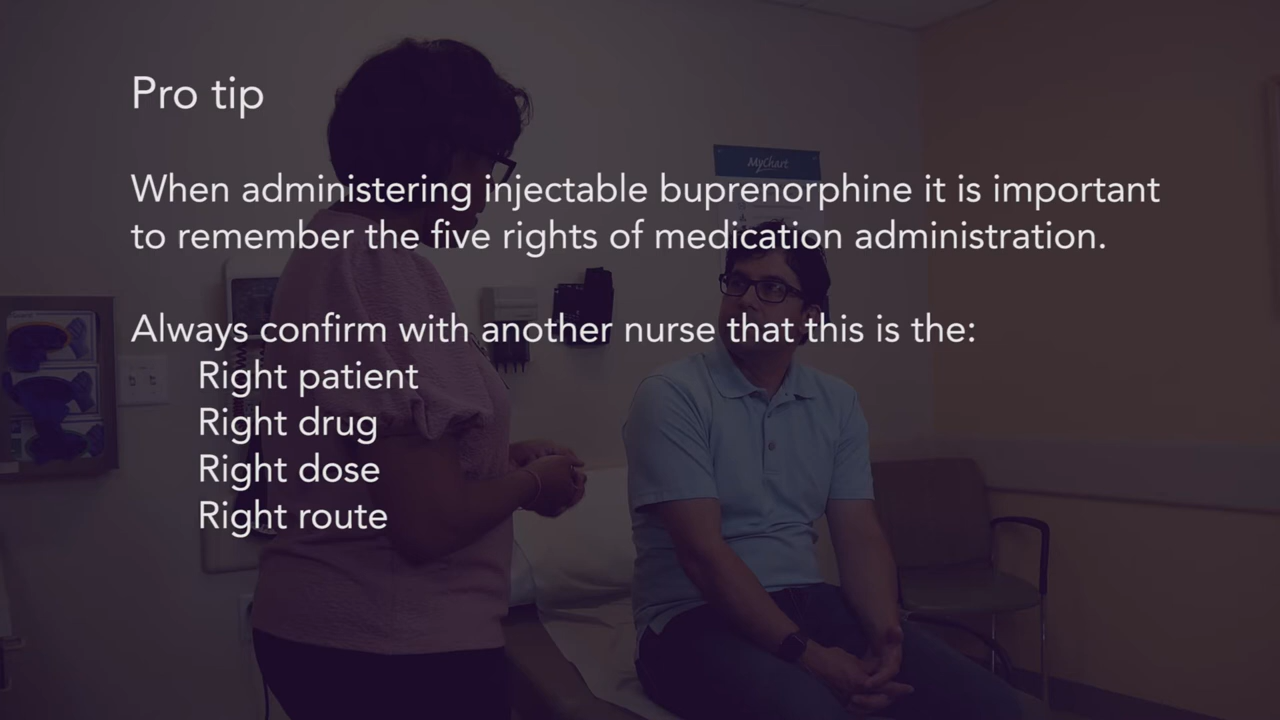 Pro tip
MyChart
When administering injectable buprenorphine it is important
to remember the five rights of medication administration.
Always confirm with another nurse that this is the:
Right patient
Right drug
Right dose
Right route